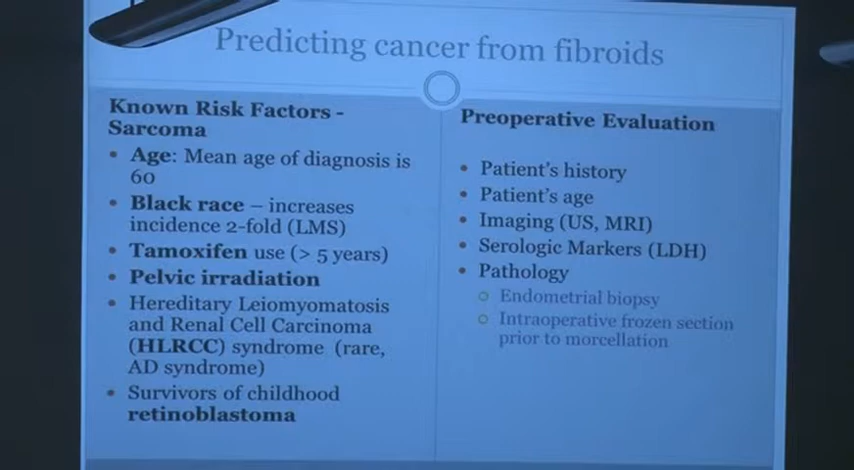 Predicting cancer from fibroids
Known Risk Factors -
Sarcoma
• Age: Mean age of diagnosis is
60
• Black race – increases
incidence 2-fold (LMS)
• Tamoxifen use (> 5 years)
• Pelvic irradiation
• Hereditary Leiomyomatosis
and Renal Cell Carcinoma
(HLRCC) syndrome (rare,
AD syndrome)
• Survivors of childhood
retinoblastoma
Preoperative Evaluation
• Patient's history
• Patient's age
• Imaging (US, MRI)
• Serologic Markers (LDH)
• Pathology
○ Endometrial biopsy
○ Intraoperative frozen section
prior to morcellation